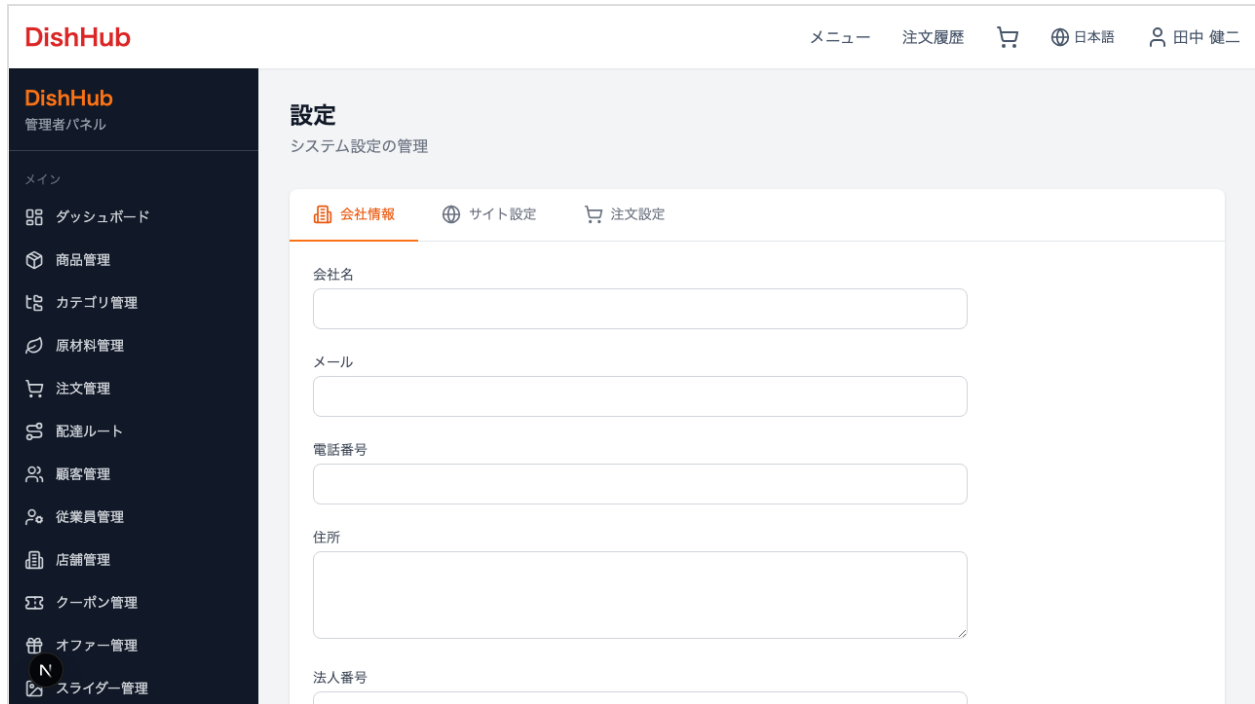 DishHub
メニュー
注文履歴
日本語
田中 健二
DishHub
管理者パネル
メイン
ダッシュボード
商品管理
カテゴリ管理
原材料管理
注文管理
配達ルート
顧客管理
従業員管理
店舗管理
クーポン管理
オファー管理
N
スライダー管理
設定
システム設定の管理
会社情報
サイト設定
注文設定
会社名
メール
電話番号
住所
法人番号